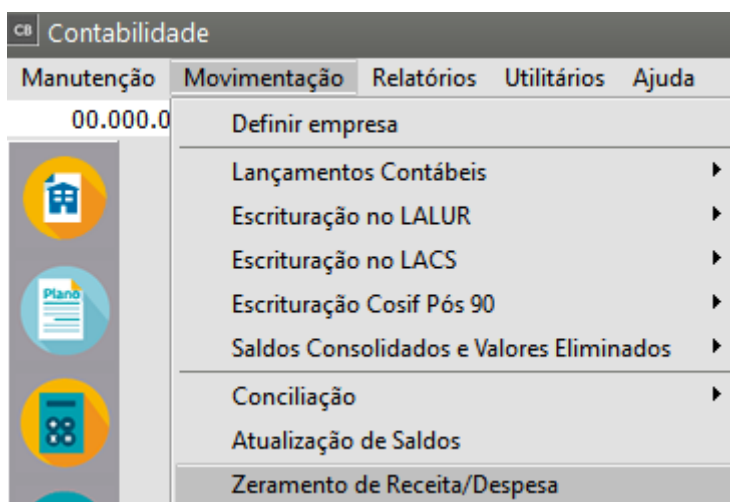 CB Contabilidade
Manutenção Movimentação Relatórios Utilitários Ajuda
00.000.0
Definir empresa
Lançamentos Contábeis
Escrituração no LALUR
Escrituração no LACS
Plano
Escrituração Cosif Pós 90
Saldos Consolidados e Valores Eliminados
Conciliação
Atualização de Saldos
Zeramento de Receita/Despesa